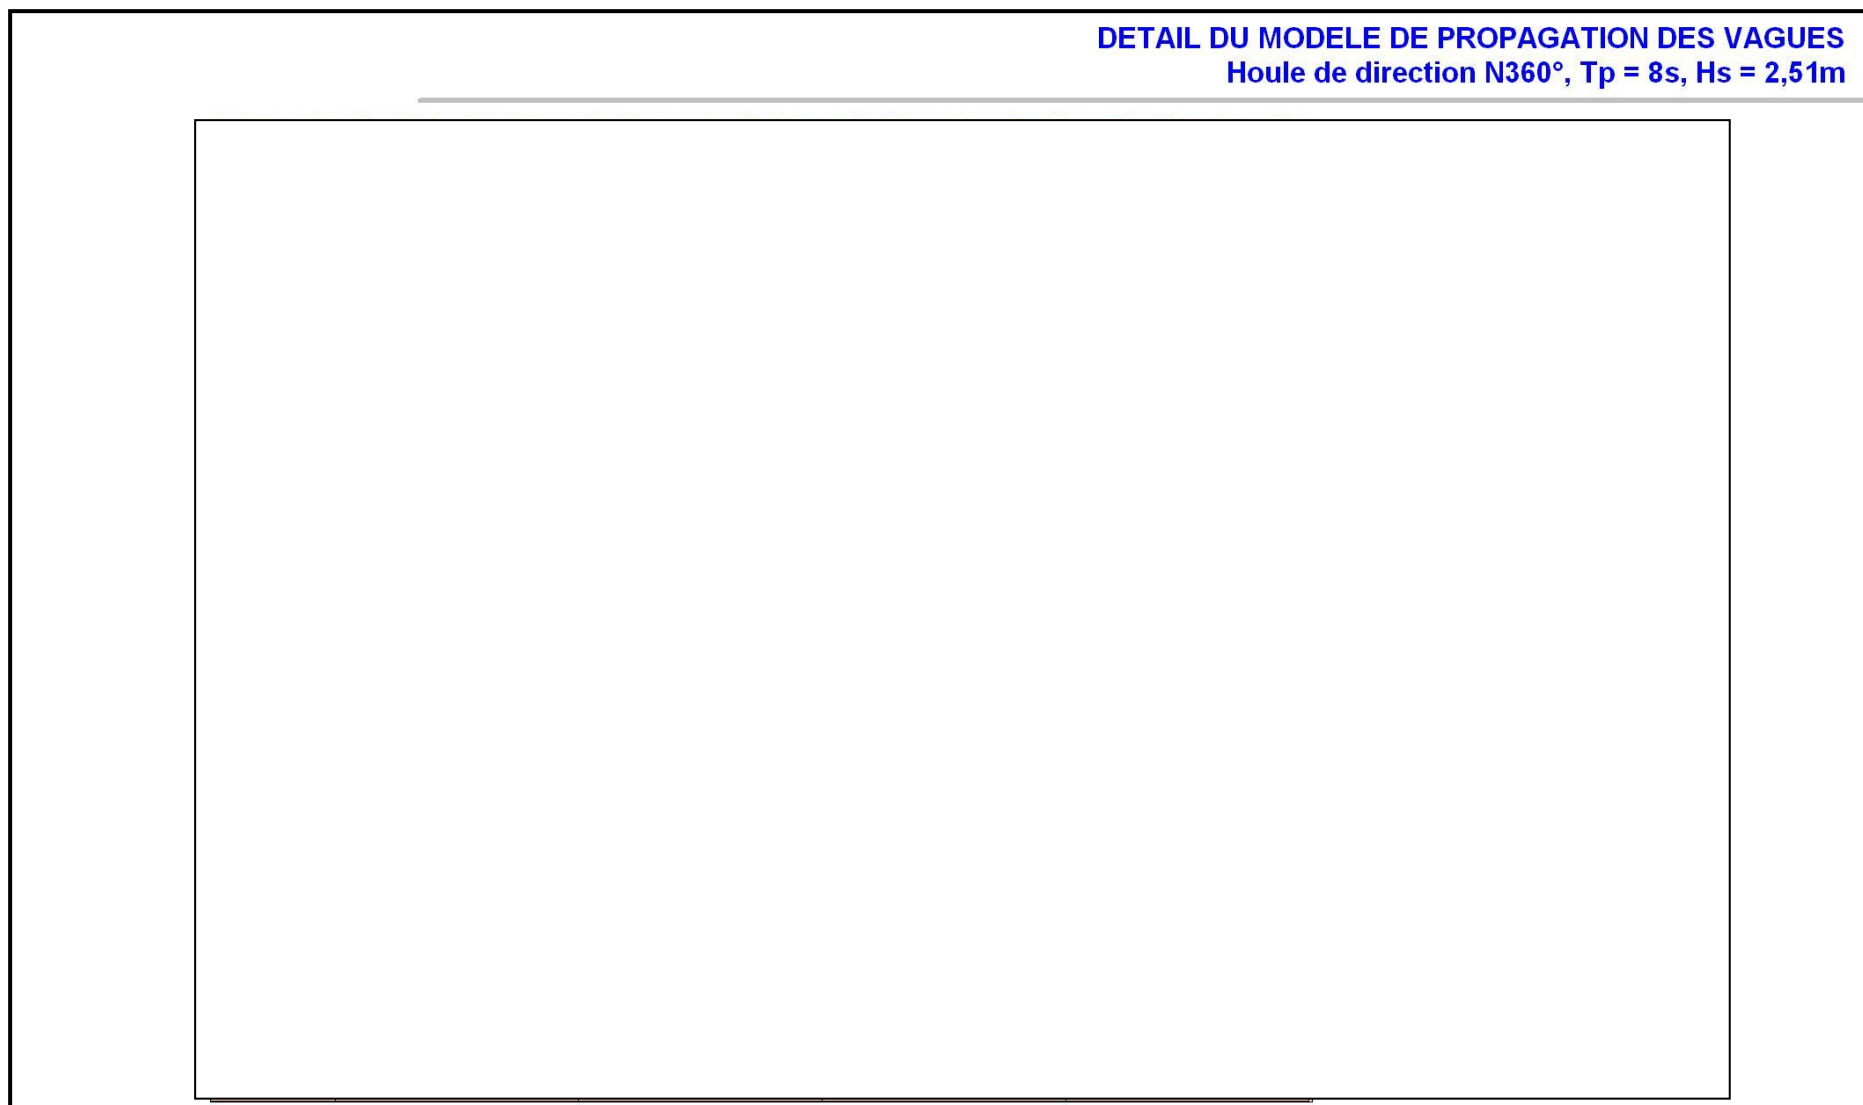 DETAIL DU MODELE DE PROPAGATION DES VAGUES
Houle de direction N360°, Tp = 8s, Hs = 2,51m